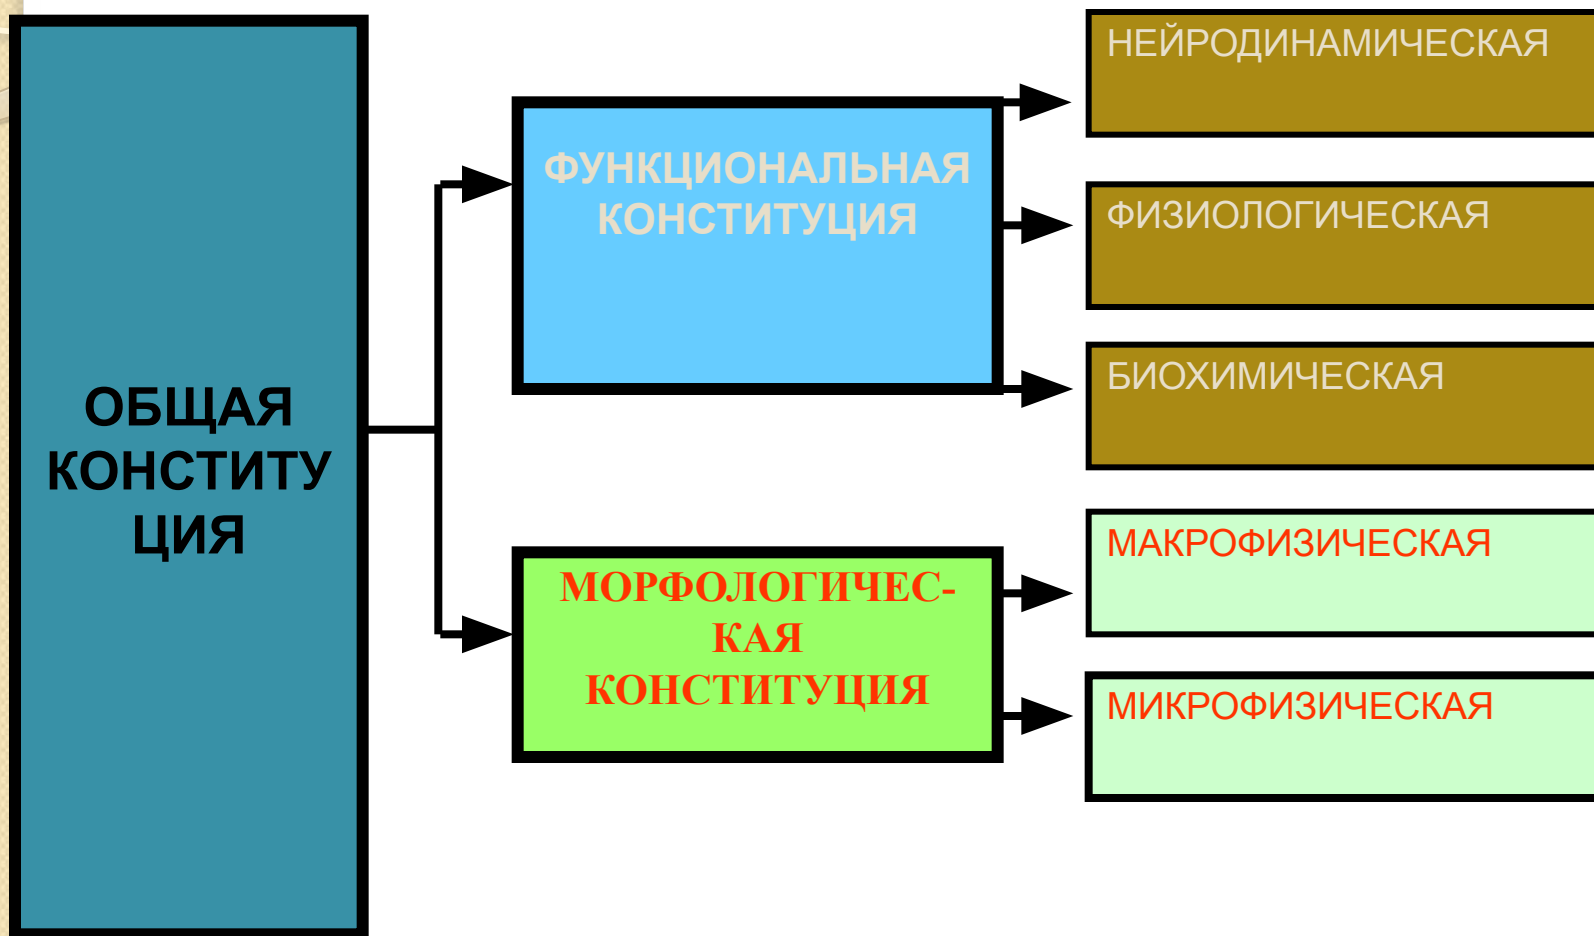 ОБЩАЯ
КОНСТИТУ
ЦИЯ
ФУНКЦИОНАЛЬНАЯ
КОНСТИТУЦИЯ
МОРФОЛОГИЧЕС-
КАЯ
КОНСТИТУЦИЯ
НЕЙРОДИНАМИЧЕСКАЯ
ФИЗИОЛОГИЧЕСКАЯ
БИОХИМИЧЕСКАЯ
МАКРОФИЗИЧЕСКАЯ
МИКРОФИЗИЧЕСКАЯ